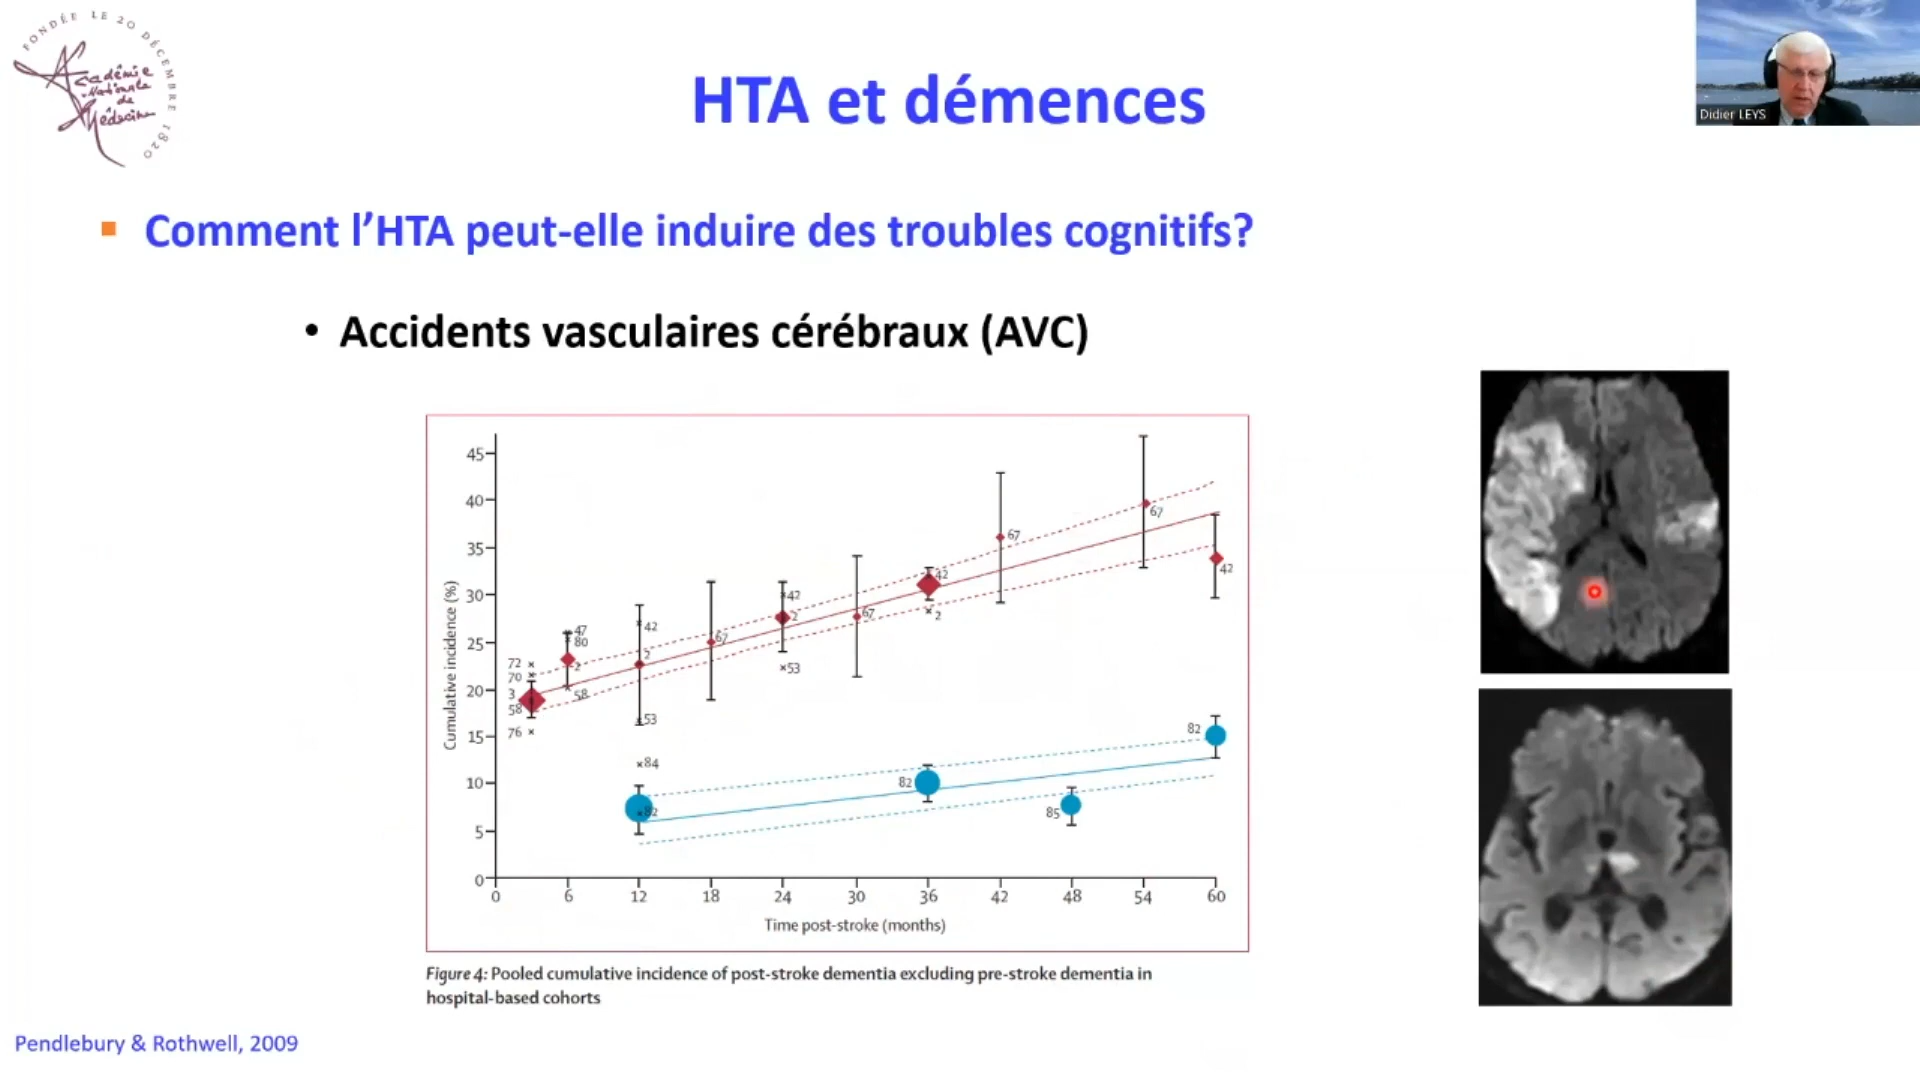 FONDÉE LE 20 DÉCEMBRE 1820
Académie
Nationale
de
Médecine
Didier LEYS
HTA et démences
▪ Comment l’HTA peut-elle induire des troubles cognitifs?
• Accidents vasculaires cérébraux (AVC)
Cumulative incidence (%)
45
40
35
30
25
20
15
10
5
0
72
70
3
58
76
47
80
2
58
42
2
53
84
82
67
42
2
53
67
42
2
82
67
85
67
42
82
0 6 12 18 24 30 36 42 48 54 60
Time post-stroke (months)
Figure 4: Pooled cumulative incidence of post-stroke dementia excluding pre-stroke dementia in
hospital-based cohorts
Pendlebury & Rothwell, 2009